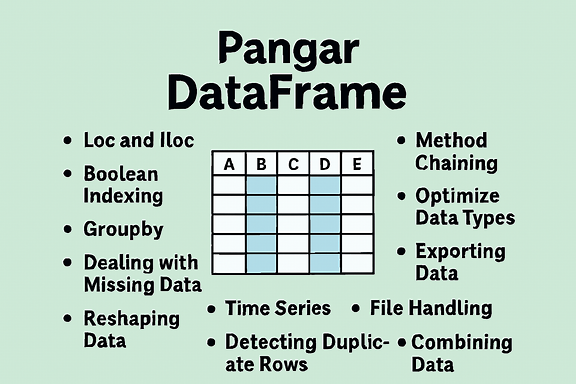 Pangar
DataFrame
• Loc and Iloc
• Boolean
Indexing
• Groupby
• Dealing with
Missing Data
• Reshaping
Data
A B C D E
• Method
Chaining
• Optimize
Data Types
• Exporting
Data
• Time Series
• File Handling
• Detecting Duplic-
ate Rows
• Combining
Data